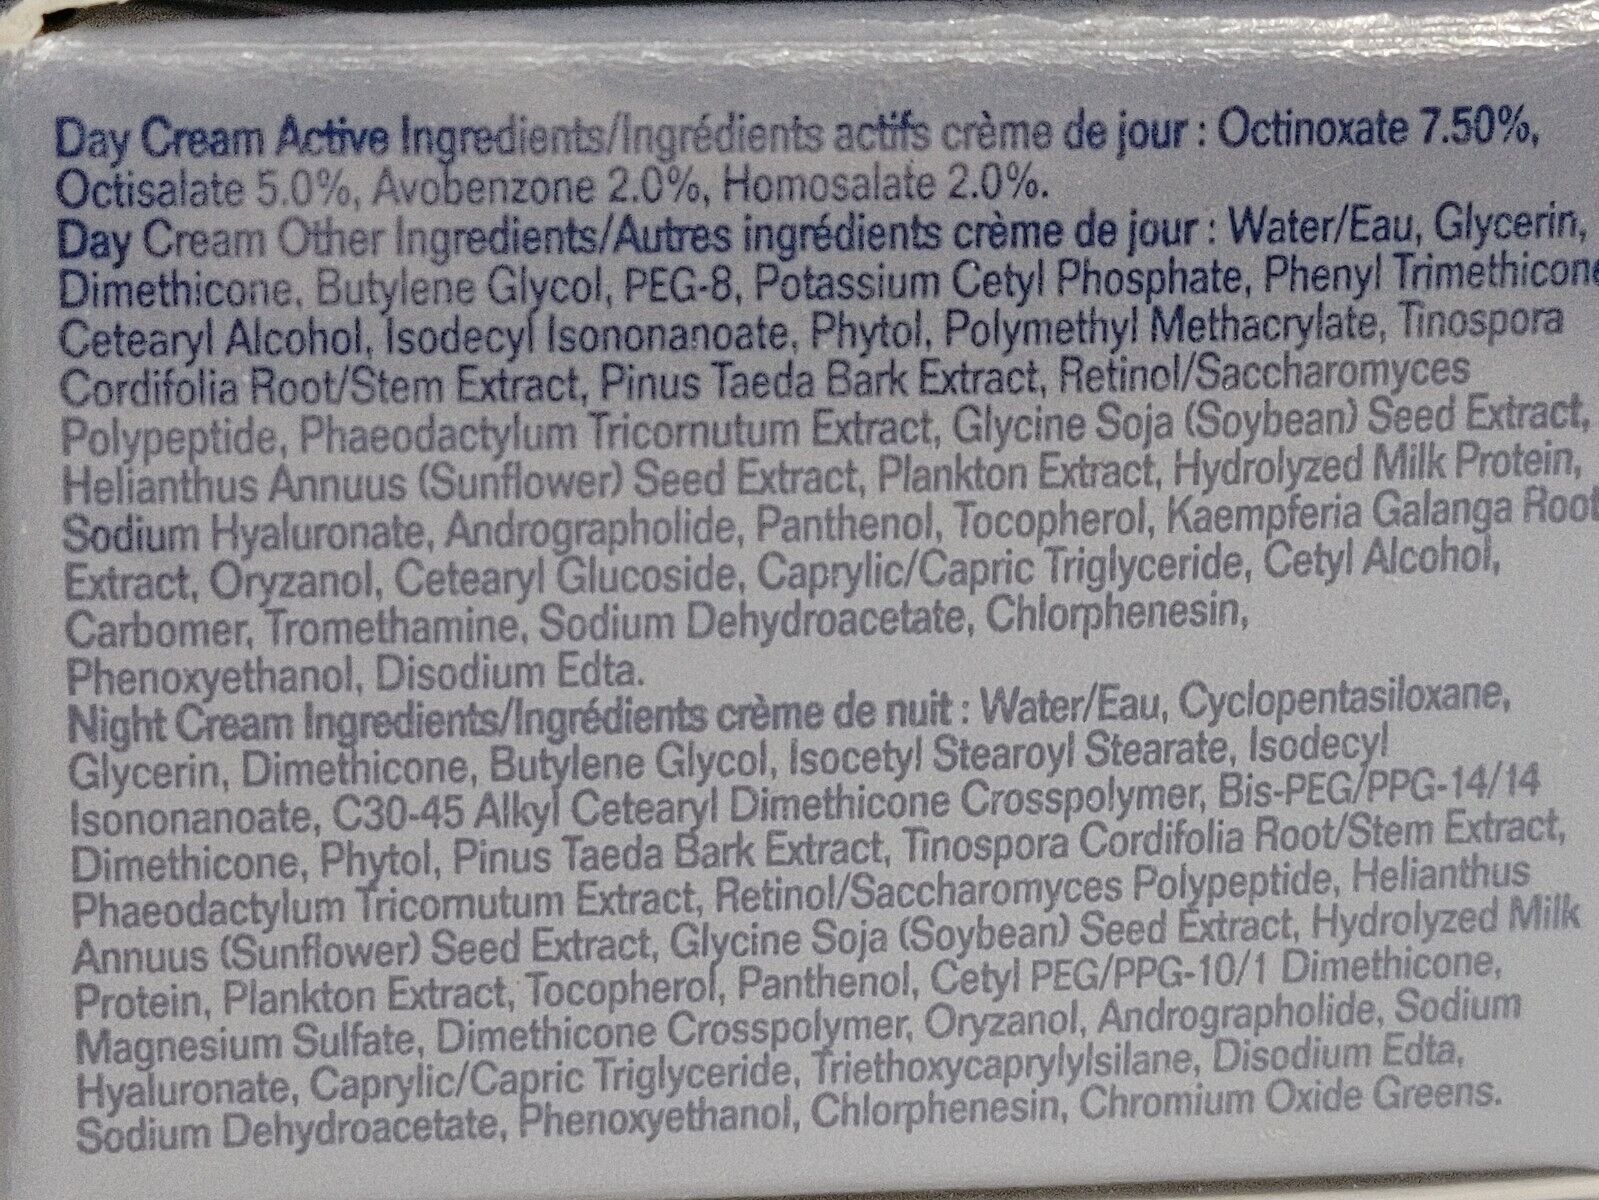 Day Cream Active Ingredients/Ingrédients actifs crème de jour : Octinoxate 7.50%,
Octisalate 5.0%, Avobenzone 2.0%, Homosalate 2.0%.
Day Cream Other Ingredients/Autres ingrédients crème de jour : Water/Eau, Glycerin,
Dimethicone, Butylene Glycol, PEG-8, Potassium Cetyl Phosphate, Phenyl Trimethicone
Cetearyl Alcohol, Isodecyl Isononanoate, Phytol, Polymethyl Methacrylate, Tinospora
Cordifolia Root/Stem Extract, Pinus Taeda Bark Extract, Retinol/Saccharomyces
Polypeptide, Phaeodactylum Tricornutum Extract, Glycine Soja (Soybean) Seed Extract,
Helianthus Annuus (Sunflower) Seed Extract, Plankton Extract, Hydrolyzed Milk Protein,
Sodium Hyaluronate, Andrographolide, Panthenol, Tocopherol, Kaempferia Galanga Root
Extract, Oryzanol, Cetearyl Glucoside, Caprylic/Capric Triglyceride, Cetyl Alcohol,
Carbomer, Tromethamine, Sodium Dehydroacetate, Chlorphenesin,
Phenoxyethanol, Disodium Edta.
Night Cream Ingredients/Ingrédients crème de nuit : Water/Eau, Cyclopentasiloxane,
Glycerin, Dimethicone, Butylene Glycol, Isocetyl Stearoyl Stearate, Isodecyl
Isononanoate, C30-45 Alkyl Cetearyl Dimethicone Crosspolymer, Bis-PEG/PPG-14/14
Dimethicone, Phytol, Pinus Taeda Bark Extract, Tinospora Cordifolia Root/Stem Extract,
Phaeodactylum Tricornutum Extract, Retinol/Saccharomyces Polypeptide, Helianthus
Annuus (Sunflower) Seed Extract, Glycine Soja (Soybean) Seed Extract, Hydrolyzed Milk
Protein, Plankton Extract, Tocopherol, Panthenol, Cetyl PEG/PPG-10/1 Dimethicone,
Magnesium Sulfate, Dimethicone Crosspolymer, Oryzanol, Andrographolide, Sodium
Hyaluronate, Caprylic/Capric Triglyceride, Triethoxycaprylylsilane, Disodium Edta,
Sodium Dehydroacetate, Phenoxyethanol, Chlorphenesin, Chromium Oxide Greens.